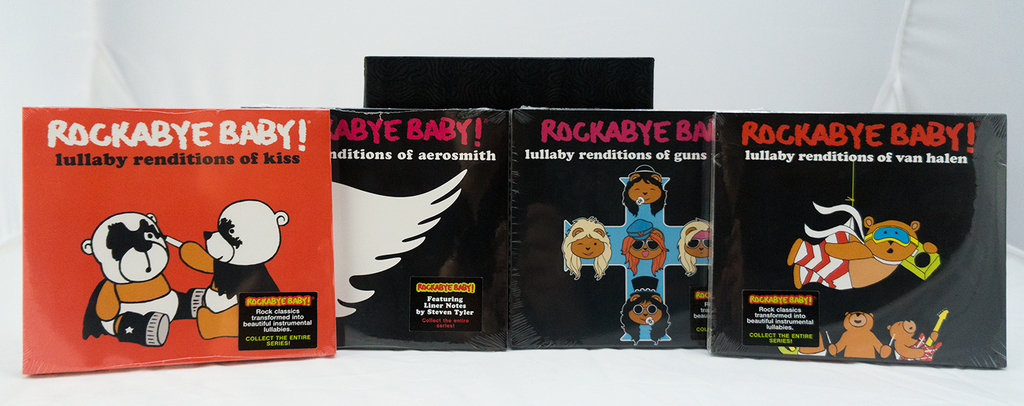 ROCKABYE BABY!
lullaby renditions of kiss
ROCKABYE BABY!
Rock classics
transformed into
beautiful instrumental
lullabies.
COLLECT THE ENTIRE
SERIES!
KABYE BABY!
nditions of aerosmith
ROCKABYE BABY!
Featuring
Liner Notes
by Steven Tyler
Collect the entire
series!
ROCKABYE BA
lullaby renditions of guns
ROCKABYE BABY!
lullaby renditions of van halen
ROCKABYE BABY!
Rock classics
transformed into
beautiful instrumental
lullabies.
COLLECT THE ENTIRE
SERIES!